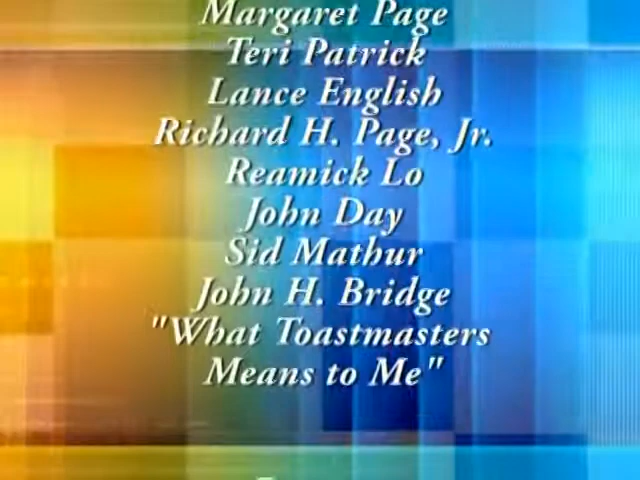 Margaret Page
Teri Patrick
Lance English
Richard H. Page, Jr.
Reamick Lo
John Day
Sid Mathur
John H. Bridge
"What Toastmasters
Means to Me"